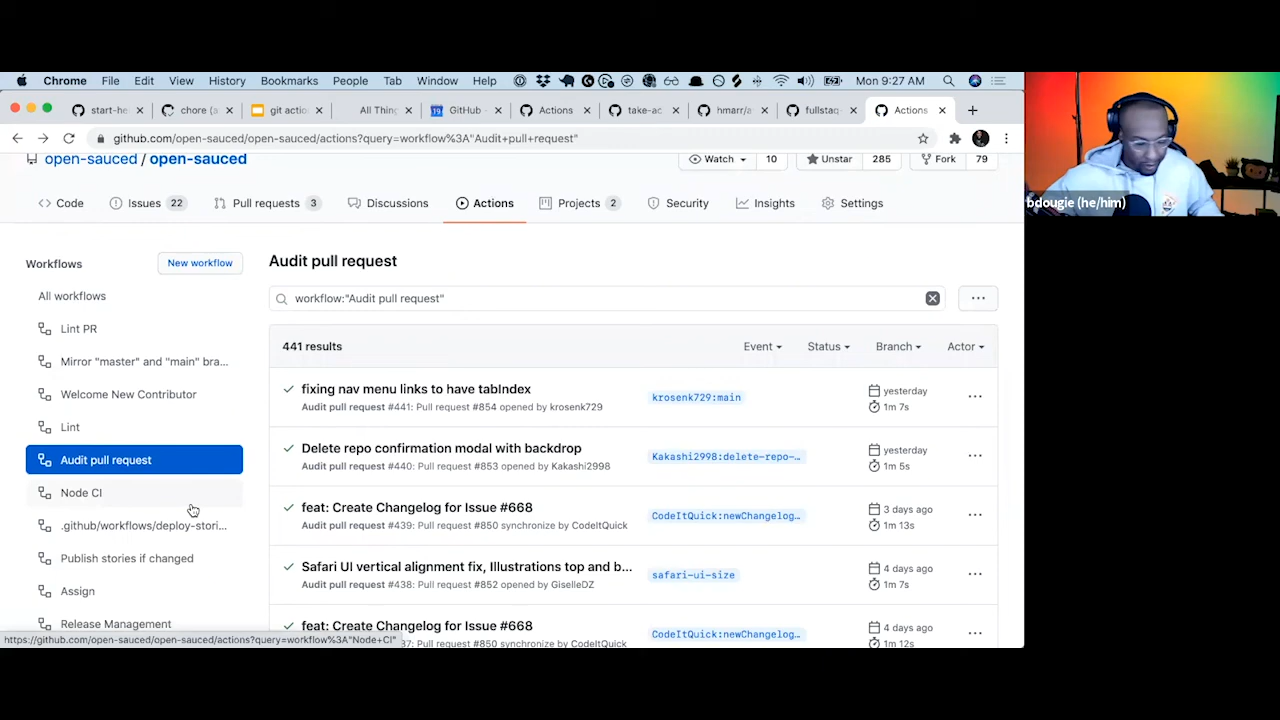 Chrome File Edit View History Bookmarks People Tab Window Help Mon 9:27 AM
start-he chore (a git actio All Thing GitHub - Actions take-ac hmarr/a fullstaq Actions
github.com/open-sauced/open-sauced/actions?query=workflow%3A"Audit+pull+request"
open-sauced / open-sauced
Watch 10 Unstar 285 Fork 79
Code Issues 22 Pull requests 3 Discussions Actions Projects 2 Security Insights Settings
Workflows
New workflow
All workflows
Lint PR
Mirror "master" and "main" bra...
Welcome New Contributor
Lint
Audit pull request
Node CI
.github/workflows/deploy-stori...
Publish stories if changed
Assign
Release Management
https://github.com/open-sauced/open-sauced/actions?query=workflow%3A"Node+CI"
Audit pull request
workflow:"Audit pull request"
441 results Event Status Branch Actor
fixing nav menu links to have tabIndex
Audit pull request #441: Pull request #854 opened by krosenk729
krosenk729:main
yesterday
1m 7s
Delete repo confirmation modal with backdrop
Audit pull request #440: Pull request #853 opened by Kakashi2998
Kakashi2998:delete-repo-...
yesterday
1m 5s
feat: Create Changelog for Issue #668
Audit pull request #439: Pull request #850 synchronize by CodeItQuick
CodeItQuick:newChangelog...
3 days ago
1m 13s
Safari UI vertical alignment fix, Illustrations top and b...
Audit pull request #438: Pull request #852 opened by GiselleDZ
safari-ui-size
4 days ago
1m 7s
feat: Create Changelog for Issue #668
37: Pull request #850 synchronize by CodeItQuick
CodeItQuick:newChangelog...
4 days ago
1m 12s
bdougie (he/him)